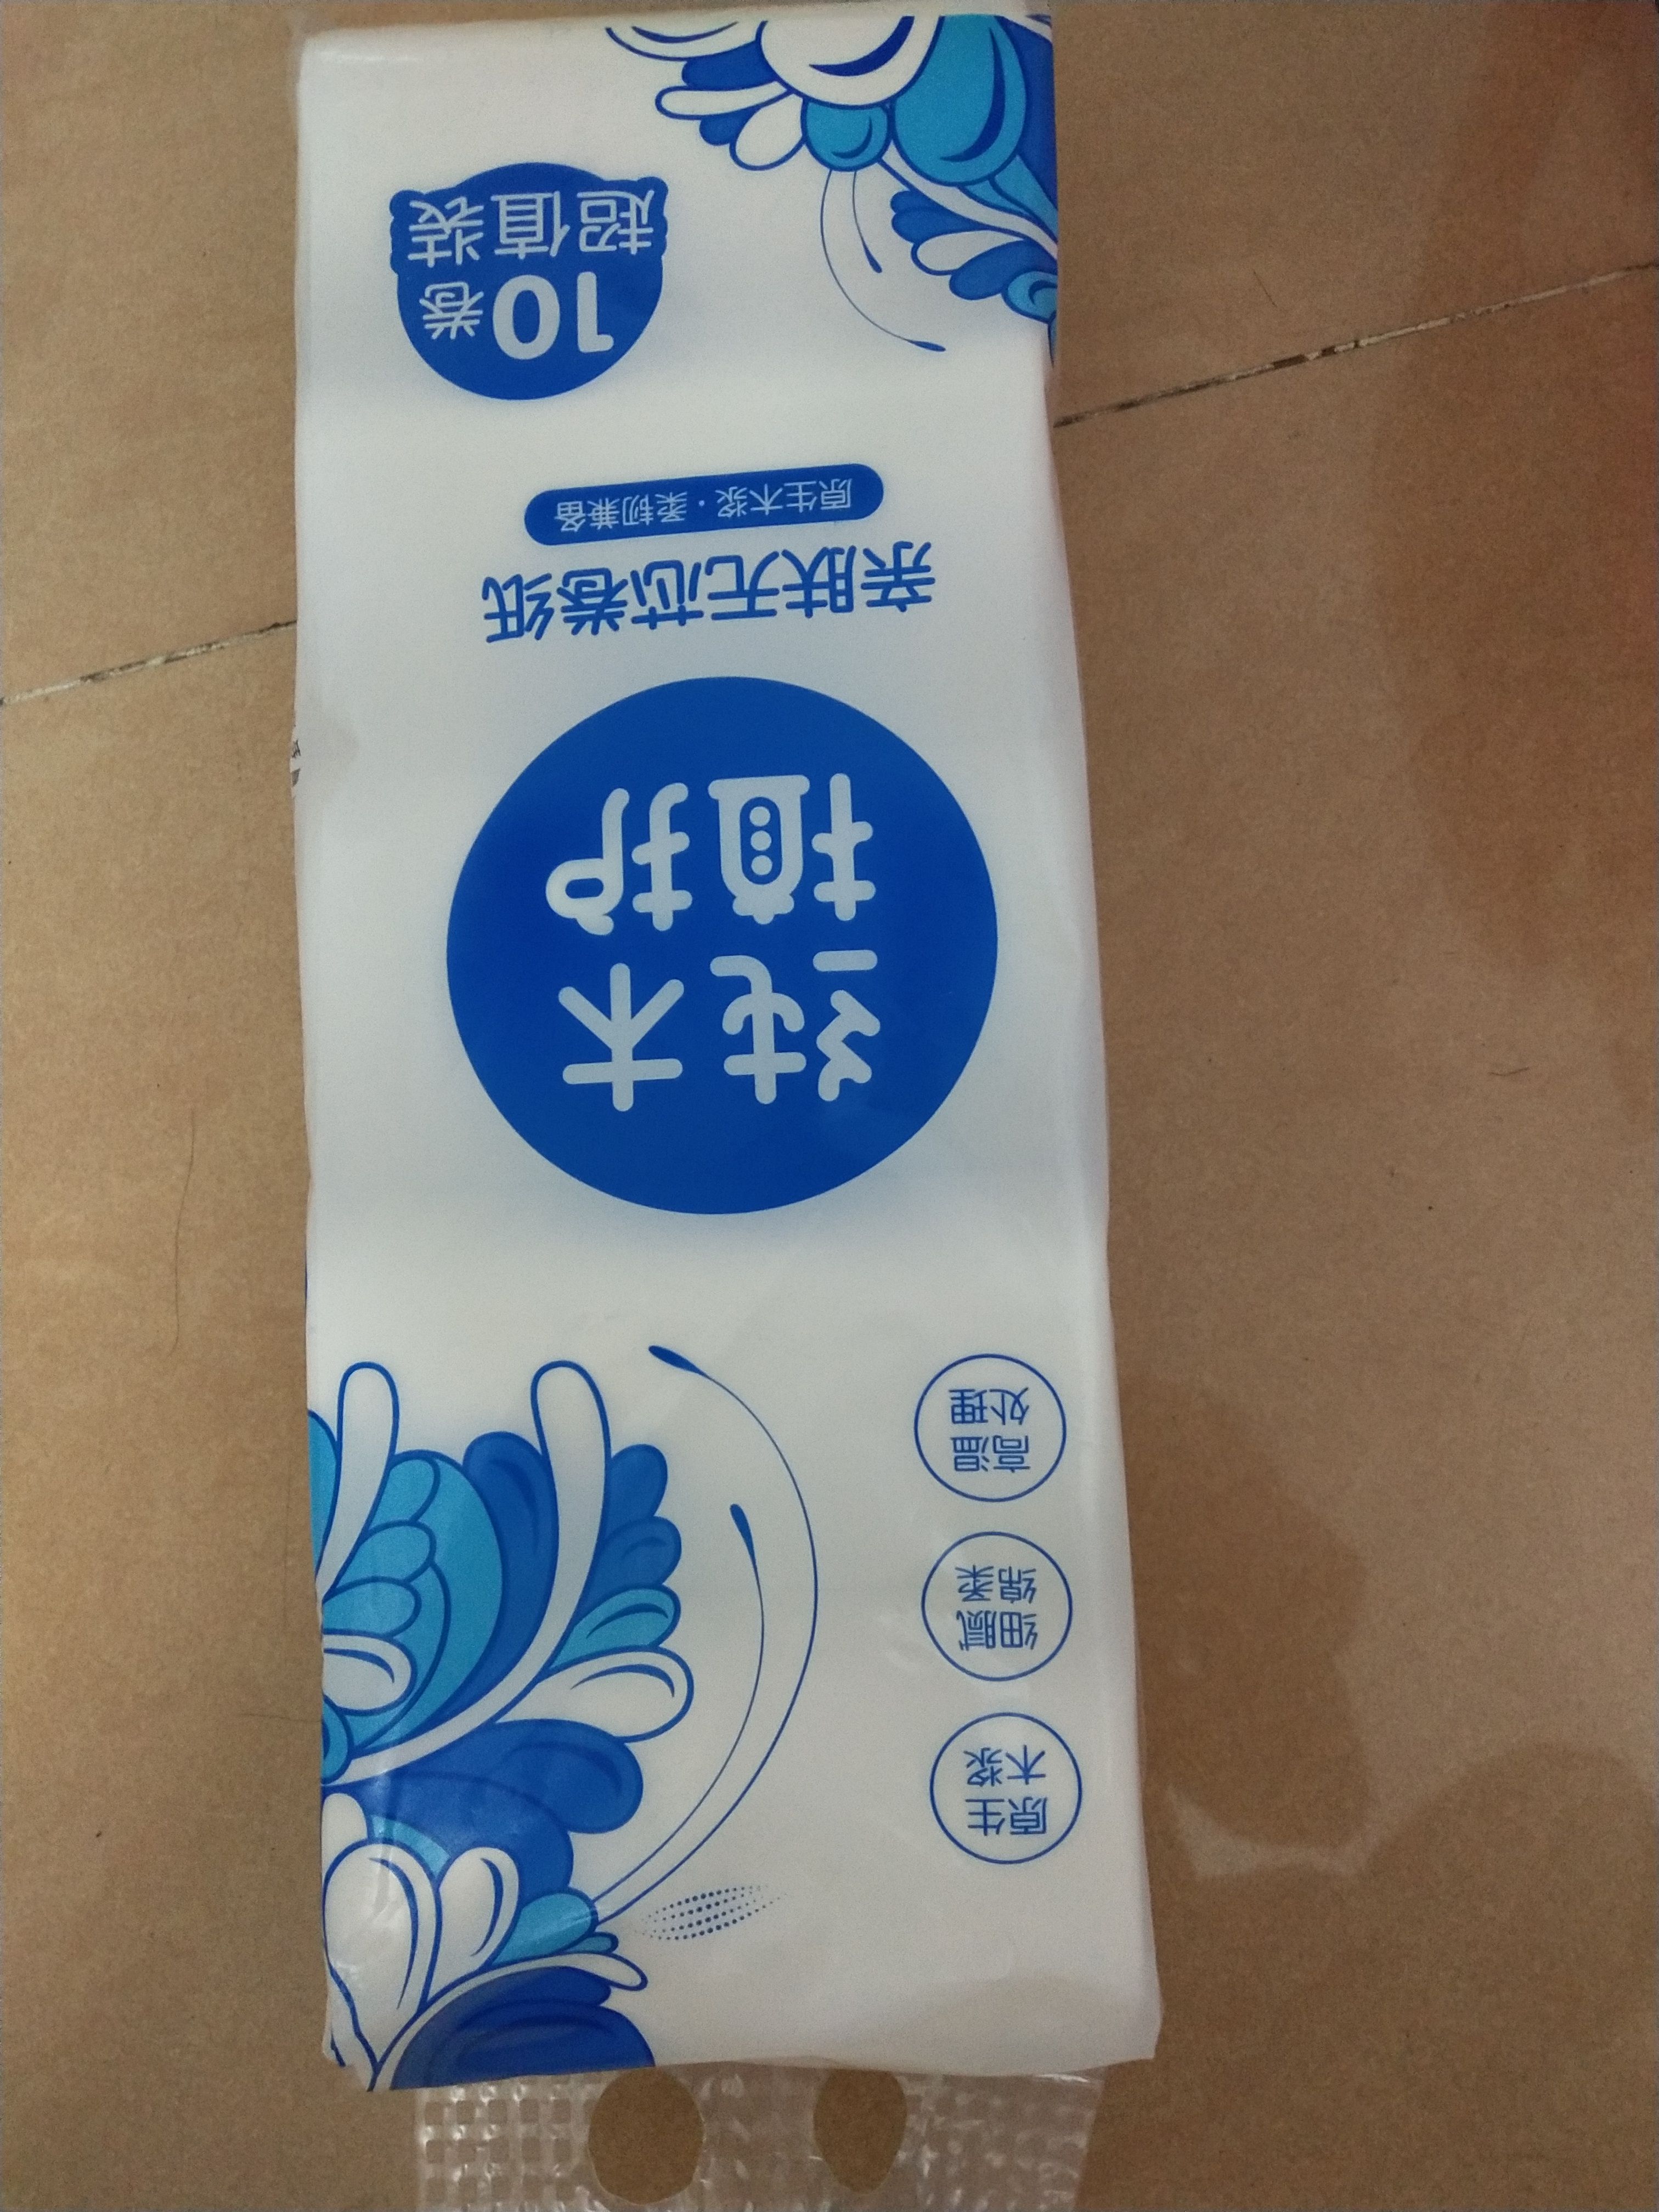 原生
木浆
细腻
绵柔
高温
处理
纯木
植护
亲肤无芯卷纸
原生木浆·柔韧兼备
10卷
超值装